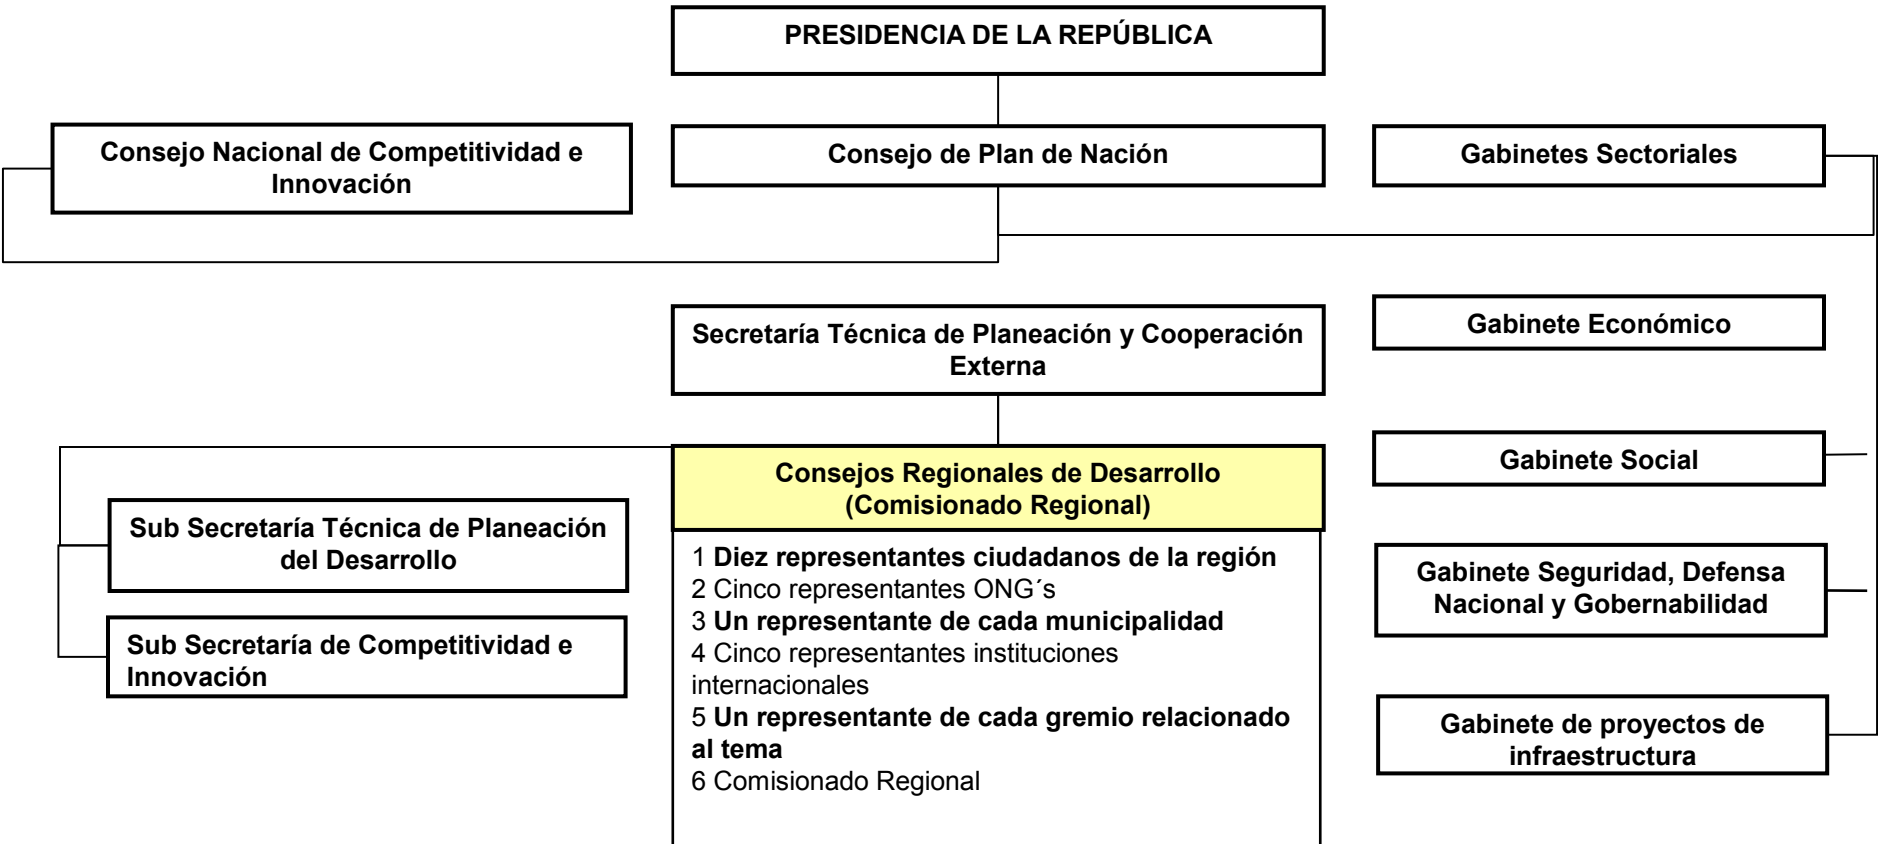 PRESIDENCIA DE LA REPÚBLICA
Consejo Nacional de Competitividad e
Innovación
Consejo de Plan de Nación
Gabinetes Sectoriales
Secretaría Técnica de Planeación y Cooperación
Externa
Gabinete Económico
Consejos Regionales de Desarrollo
(Comisionado Regional)
Gabinete Social
Sub Secretaría Técnica de Planeación
del Desarrollo
Sub Secretaría de Competitividad e
Innovación
1 Diez representantes ciudadanos de la región
2 Cinco representantes ONG´s
3 Un representante de cada municipalidad
4 Cinco representantes instituciones
internacionales
5 Un representante de cada gremio relacionado
al tema
6 Comisionado Regional
Gabinete Seguridad, Defensa
Nacional y Gobernabilidad
Gabinete de proyectos de
infraestructura